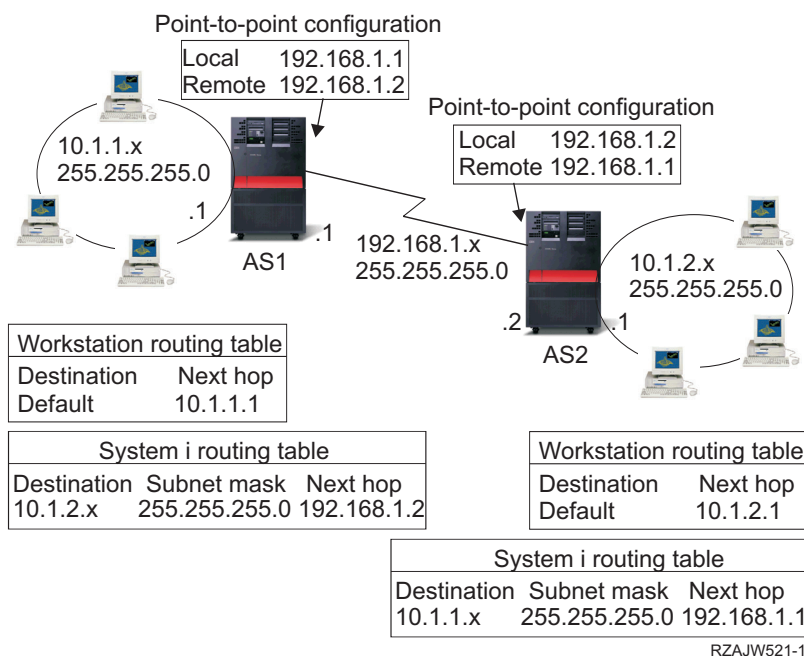 Point-to-point configuration
Local 192.168.1.1
Remote 192.168.1.2
Point-to-point configuration
Local 192.168.1.2
Remote 192.168.1.1
10.1.1.x
255.255.255.0
.1
.1
AS1
192.168.1.x
255.255.255.0
10.1.2.x
255.255.255.0
.2
.1
AS2
Workstation routing table
Destination Next hop
Default 10.1.1.1
System i routing table
Destination Subnet mask Next hop
10.1.2.x 255.255.255.0 192.168.1.2
Workstation routing table
Destination Next hop
Default 10.1.2.1
System i routing table
Destination Subnet mask Next hop
10.1.1.x 255.255.255.0 192.168.1.1
RZAJW521-1